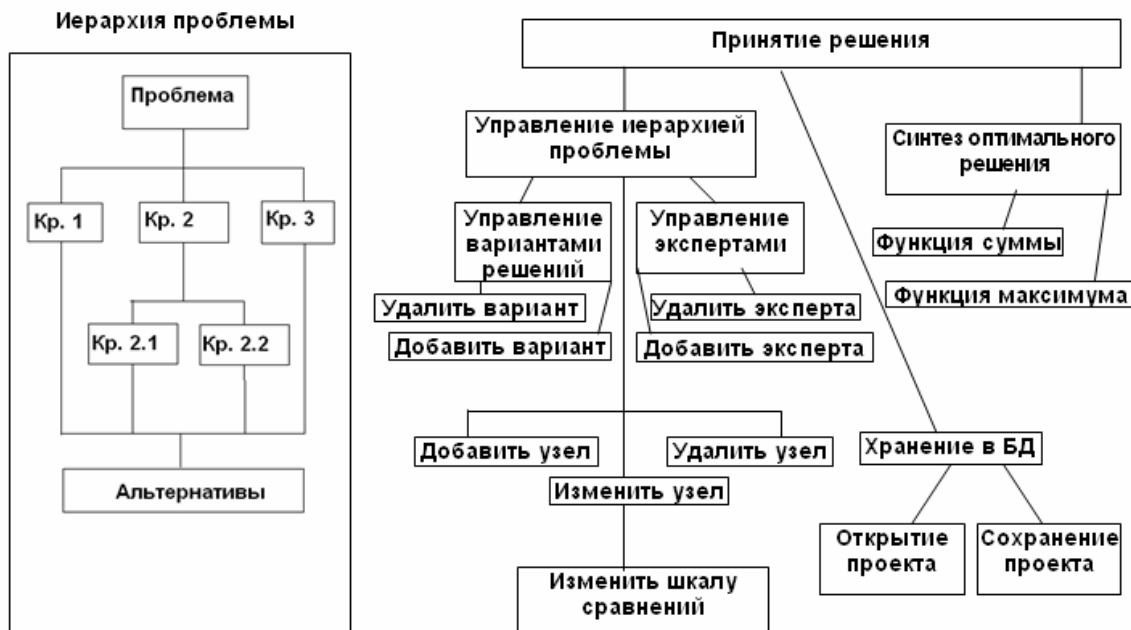 Иерархия проблемы
Проблема
Кр. 1
Кр. 2
Кр. 3
Кр. 2.1
Кр. 2.2
Альтернативы
Принятие решения
Управление иерархией
проблемы
Синтез оптимального
решения
Управление
вариантами
решений
Управление
экспертами
Функция суммы
Функция максимума
Удалить вариант
Добавить вариант
Удалить эксперта
Добавить эксперта
Добавить узел
Удалить узел
Изменить узел
Хранение в БД
Открытие
проекта
Сохранение
проекта
Изменить шкалу
сравнений